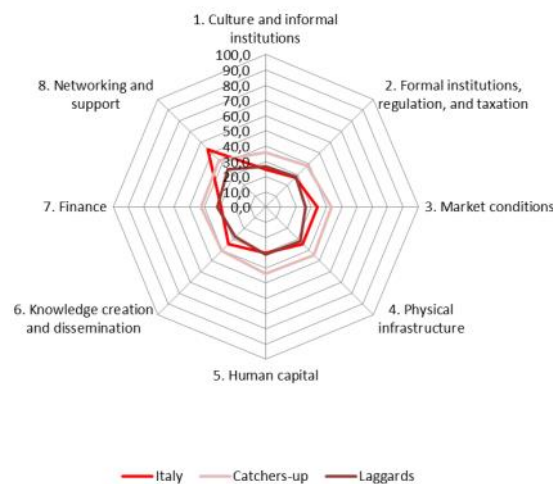 1. Culture and informal
institutions
100,0
90,0
80,0
70,0
60,0
50,0
40,0
30,0
20,0
10,0
0,0
2. Formal institutions,
regulation, and taxation
3. Market conditions
4. Physical
infrastructure
5. Human capital
6. Knowledge creation
and dissemination
7. Finance
8. Networking and
support
Italy
Catchers-up
Laggards